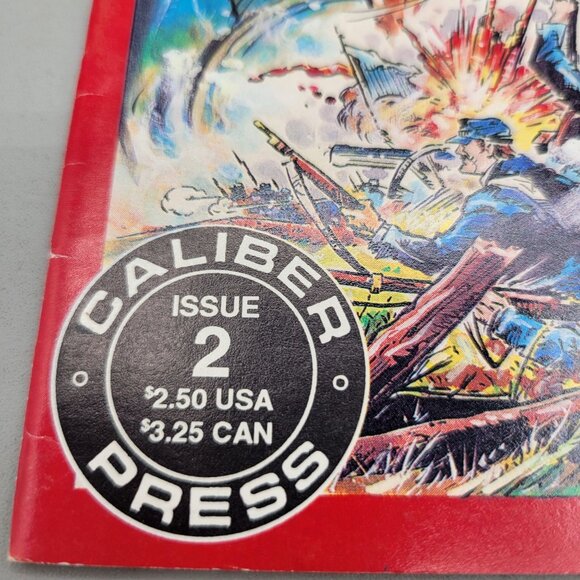 CALIBER
ISSUE
2
$2.50 USA
$3.25 CAN
PRESS